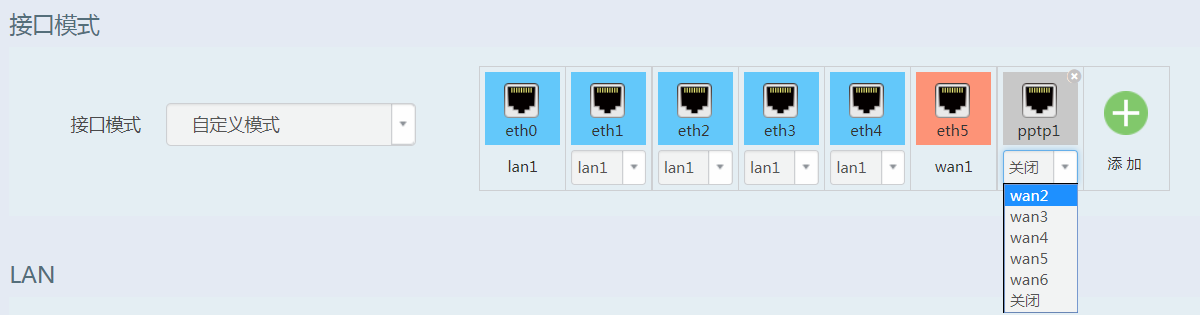 接口模式
接口模式 自定义模式
eth0 eth1 eth2 eth3 eth4 eth5 pptp1
lan1 lan1 lan1 lan1 lan1 wan1 关闭 添加
wan2
wan3
wan4
wan5
wan6
关闭
LAN